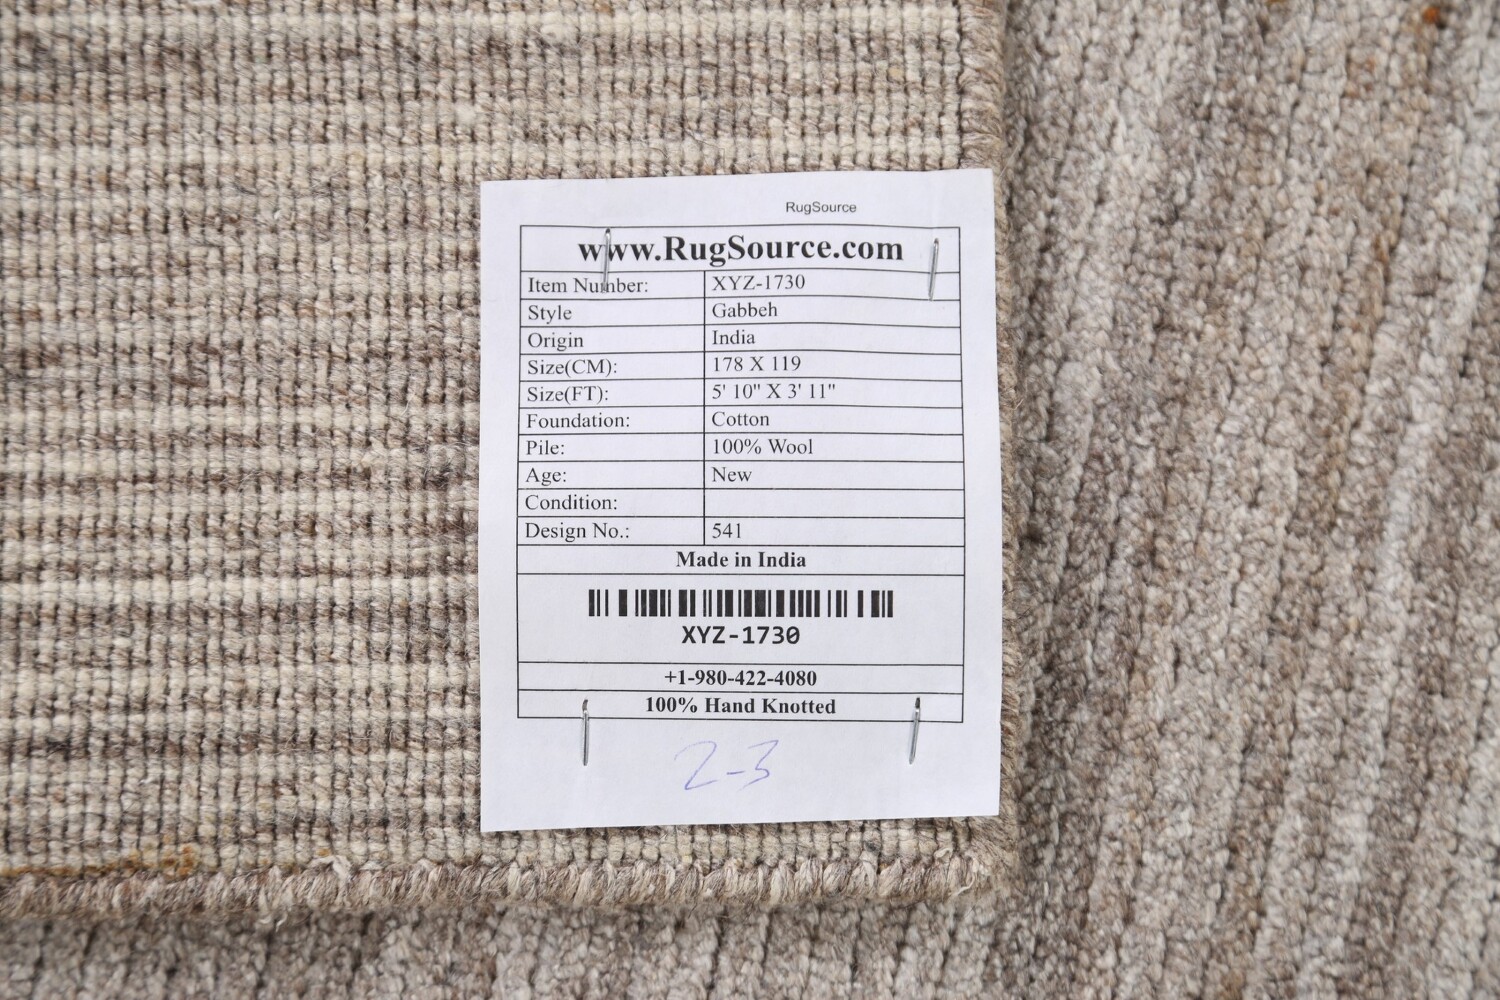 RugSource
www.RugSource.com
Item Number: XYZ-1730
Style Gabbeh
Origin India
Size(CM): 178 X 119
Size(FT): 5' 10" X 3' 11"
Foundation: Cotton
Pile: 100% Wool
Age: New
Condition:
Design No.: 541
Made in India
XYZ-1730
+1-980-422-4080
100% Hand Knotted
2-3